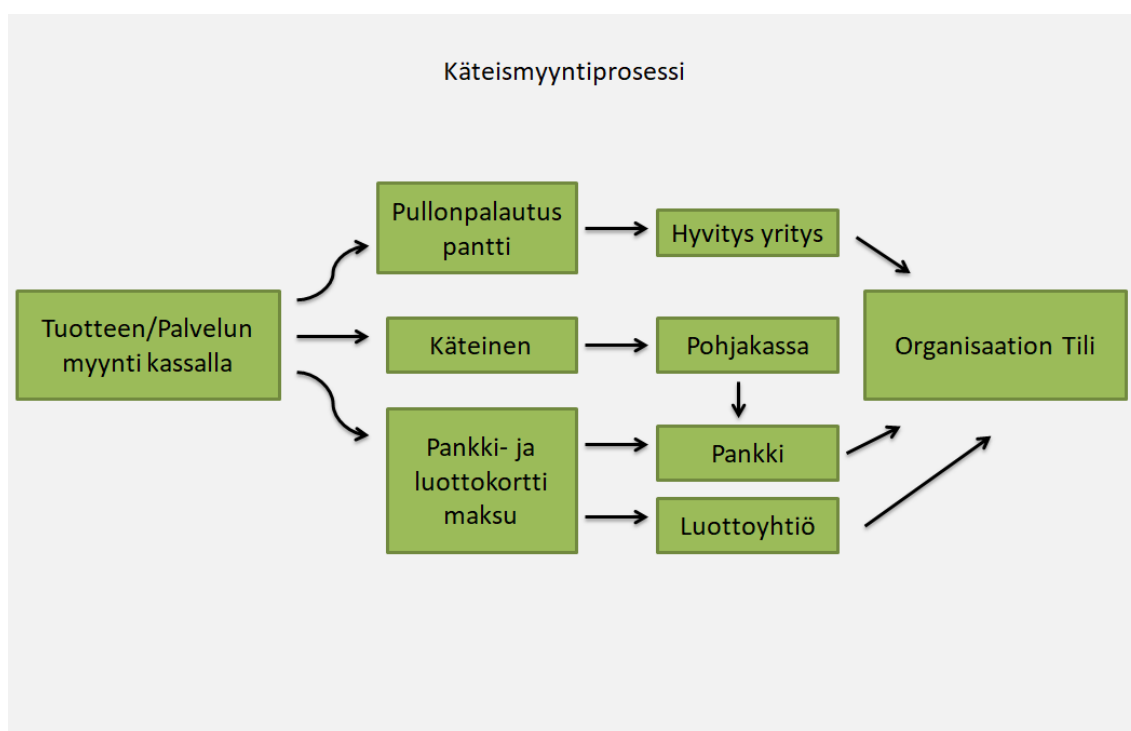 Käteismyyntiprosessi
Pullonpalautus
pantti
Hyvitys yritys
Tuotteen/Palvelun
myynti kassalla
Käteinen
Pohjakassa
Organisaation Tili
Pankki- ja
luottokortti
maksu
Pankki
Luottoyhtiö